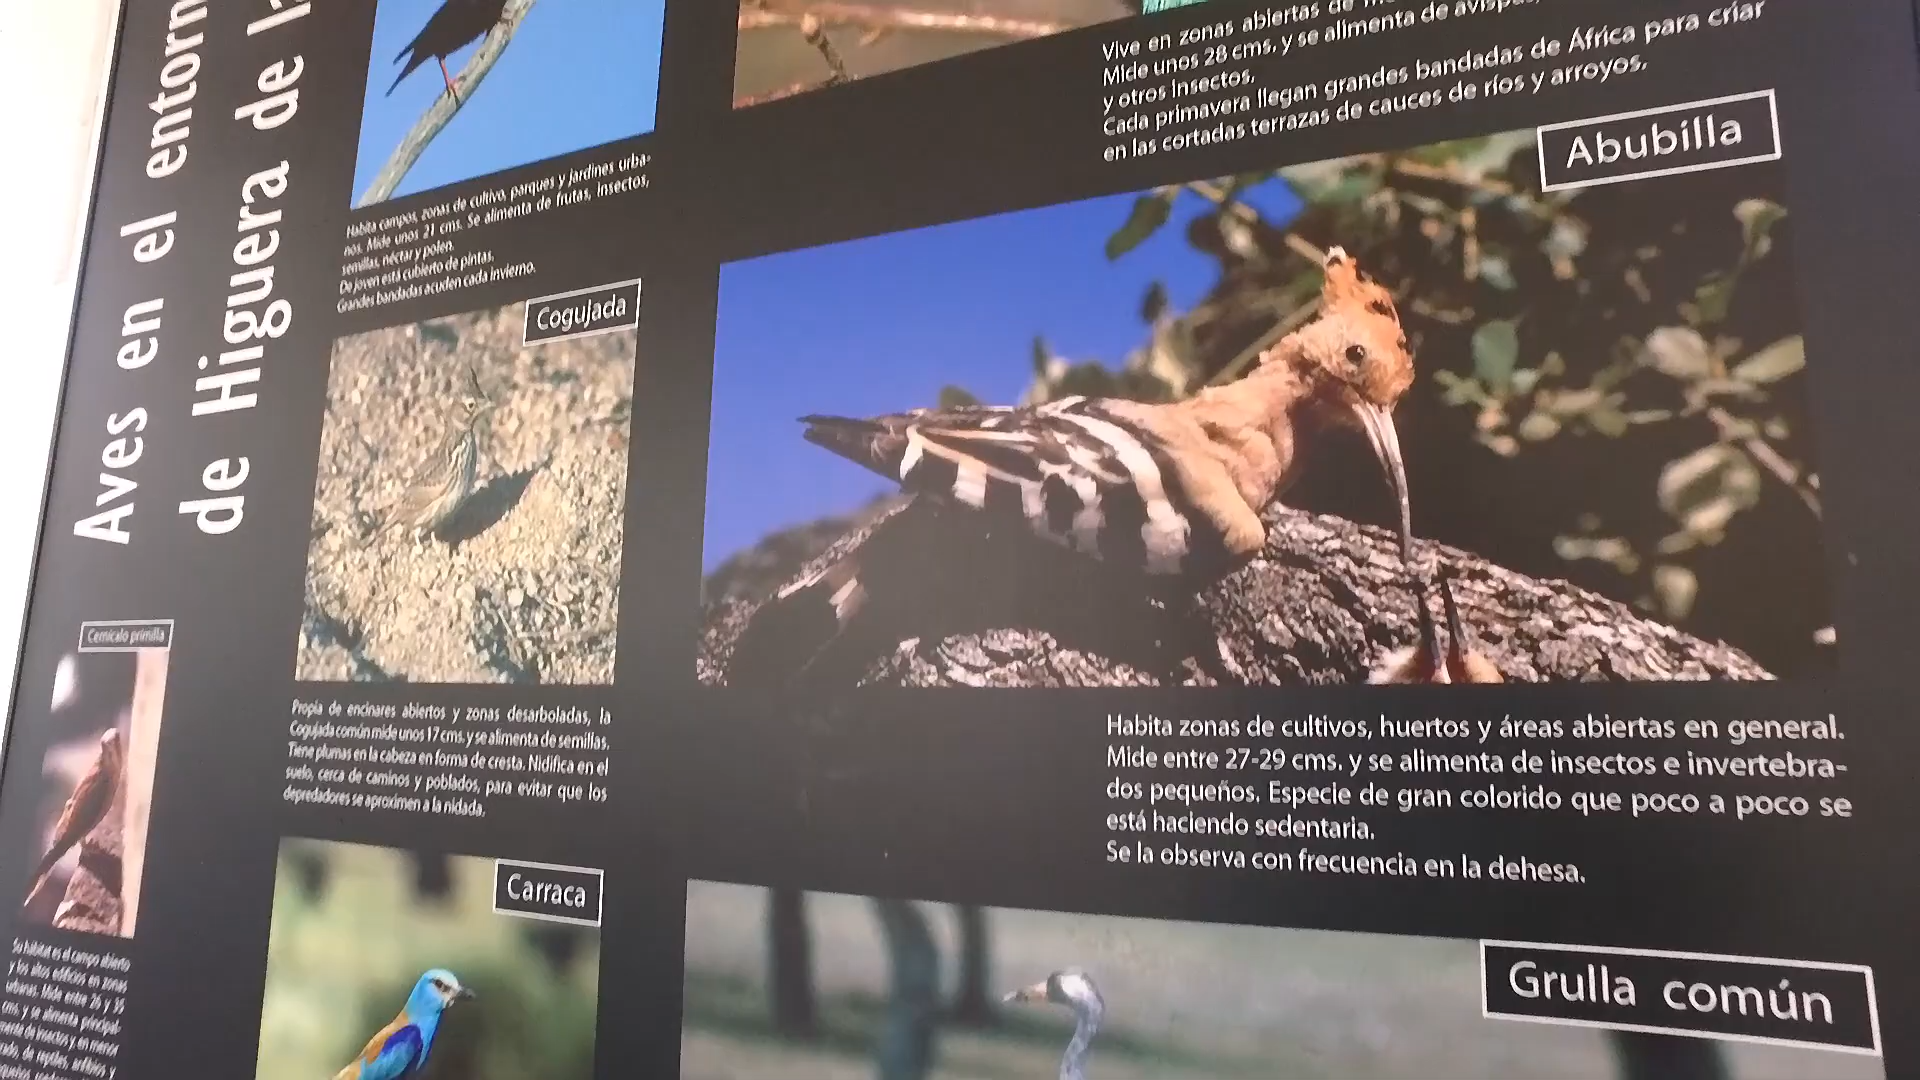 Aves en el entorn
de Higuera de la
Habita campos, zonas de cultivo, parques y jardines urba-
nos. Mide unos 21 cms. Se alimenta de frutas, insectos,
semillas, néctar y polen.
De joven está cubierto de pintas.
Grandes bandadas acuden cada invierno.
Cogujada
Propia de encinares abiertos y zonas desarboladas, la
Cogujada común mide unos 17 cms. y se alimenta de semillas.
Tiene plumas en la cabeza en forma de cresta. Nidifica en el
suelo, cerca de caminos y poblados, para evitar que los
depredadores se aproximen a la nidada.
Carraca
Cernícalo primilla
Su hábitat es el campo abierto
y los altos edificios en zonas
urbanas. Mide entre 26 y 35
cms. y se alimenta principal-
mente de insectos y, en menor
de reptiles, anfibios y
Vive en zonas abiertas de
Mide unos 28 cms. y se alimenta de avispas,
y otros insectos.
Cada primavera llegan grandes bandadas de África para criar
en las cortadas terrazas de cauces de ríos y arroyos.
Abubilla
Habita zonas de cultivos, huertos y áreas abiertas en general.
Mide entre 27-29 cms. y se alimenta de insectos e invertebra-
dos pequeños. Especie de gran colorido que poco a poco se
está haciendo sedentaria.
Se la observa con frecuencia en la dehesa.
Grulla común